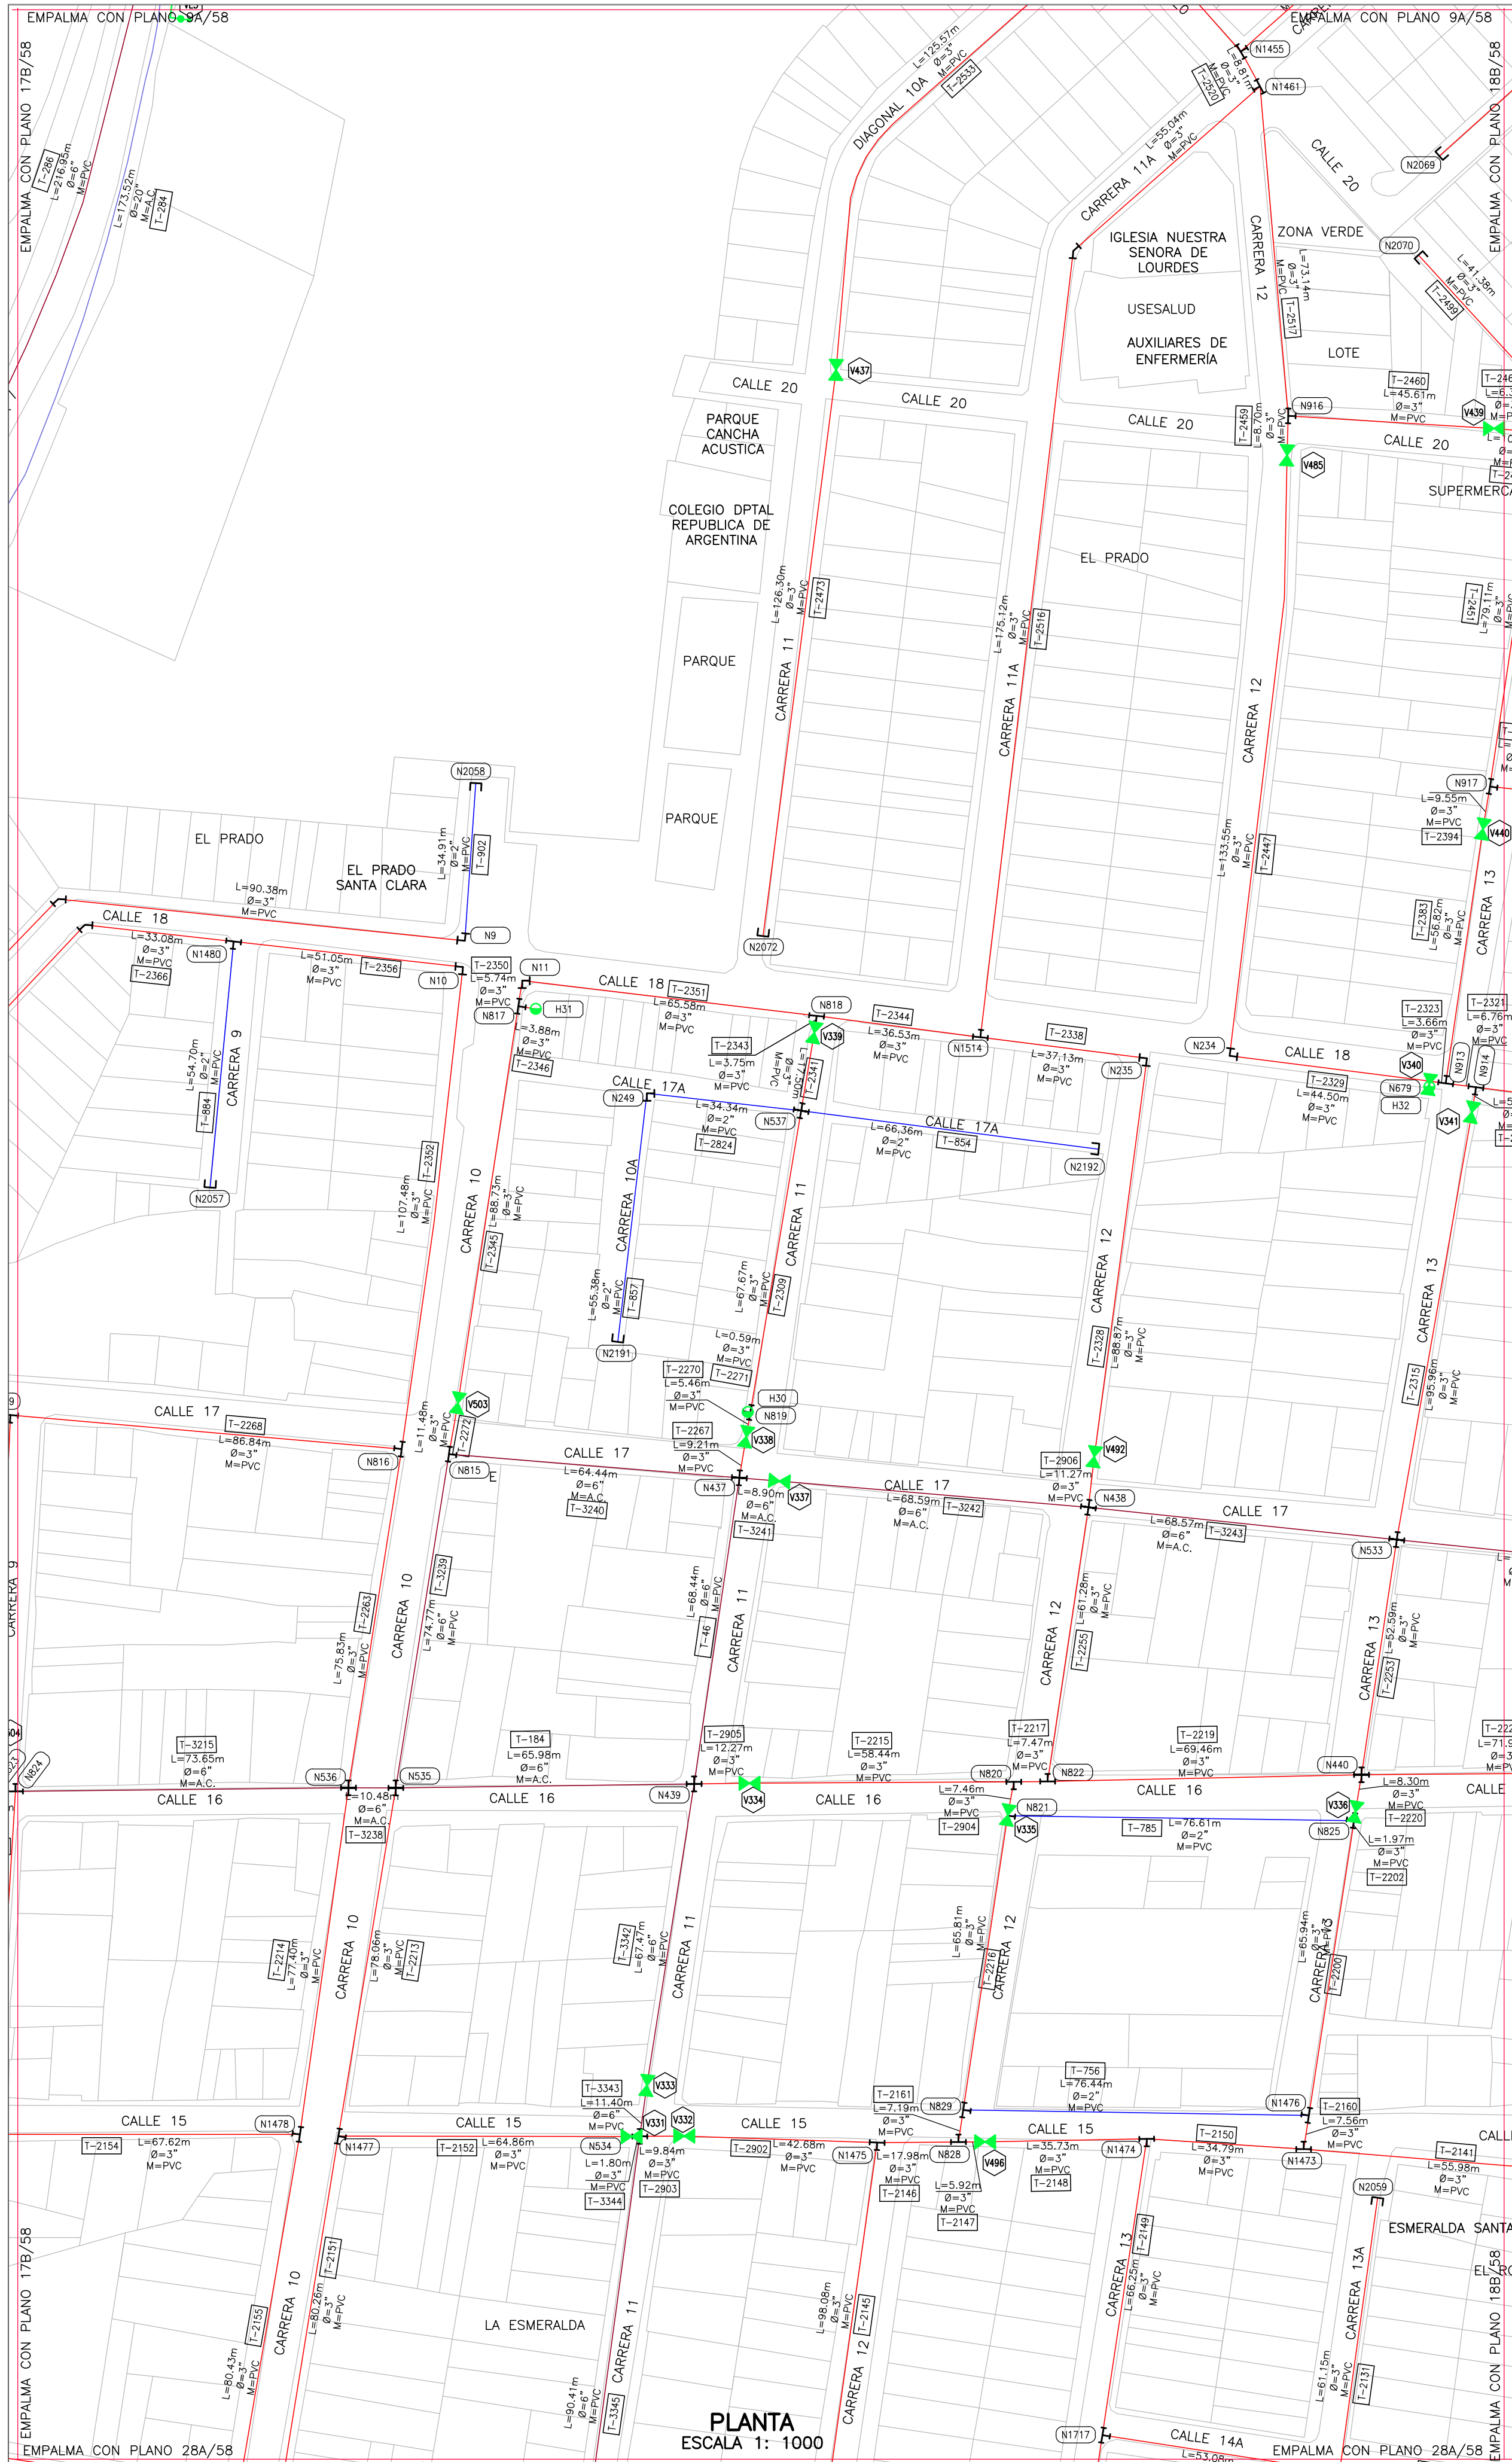 EMPALMA CON PLANO 9A/58
EMPALMA CON PLANO 9A/58
EMPALMA CON PLANO 17B/58
EMPALMA CON PLANO 18B/58
T-286
L=216.95m
Ø=6"
M=PVC
L=173.52m
Ø=20"
M=A.C.
T-284
L=125.57m
Ø=3"
M=PVC
T-2533
DIAGONAL 10A
N1455
L=8.81m
Ø=3"
M=PVC
T-2520
N1461
L=55.04m
Ø=3"
M=PVC
CARRERA 11A
CALLE 20
N2069
IGLESIA NUESTRA
SENORA DE
LOURDES
USESALUD
AUXILIARES DE
ENFERMERÍA
CARRERA 12
ZONA VERDE
N2070
L=41.38m
Ø=3"
M=PVC
T-2499
L=73.14m
Ø=3"
M=PVC
T-2517
LOTE
V437
CALLE 20
CALLE 20
CALLE 20
CALLE 20
T-2460
L=45.61m
Ø=3"
M=PVC
N916
V439
T-2459
L=8.70m
Ø=3"
M=PVC
V485
PARQUE
CANCHA
ACUSTICA
COLEGIO DPTAL
REPUBLICA DE
ARGENTINA
EL PRADO
L=126.30m
Ø=3"
M=PVC
T-2473
CARRERA 11
L=175.12m
Ø=3"
M=PVC
T-2516
CARRERA 11A
T-2451
L=79.11m
Ø=3"
M=PVC
CARRERA 12
PARQUE
PARQUE
N2058
EL PRADO
EL PRADO
SANTA CLARA
L=34.91m
Ø=2"
M=PVC
T-902
N917
L=9.55m
Ø=3"
M=PVC
T-2394
V440
L=133.55m
Ø=3"
M=PVC
T-2447
T-2383
L=56.82m
Ø=3"
M=PVC
CARRERA 13
L=90.38m
Ø=3"
M=PVC
CALLE 18
N9
N2072
L=33.08m
Ø=3"
M=PVC
T-2366
N1480
L=51.05m
Ø=3"
M=PVC
T-2356
N10
T-2350
L=5.74m
Ø=3"
M=PVC
N11
N817
H31
CALLE 18
T-2351
L=65.58m
Ø=3"
M=PVC
N818
V339
T-2344
L=36.53m
Ø=3"
M=PVC
N1514
T-2338
L=37.13m
Ø=3"
M=PVC
N235
N234
CALLE 18
T-2329
L=44.50m
Ø=3"
M=PVC
T-2323
L=3.66m
Ø=3"
M=PVC
T-2321
L=6.76m
Ø=3"
M=PVC
V340
N679
H32
N913
N914
V341
L=3.88m
Ø=3"
M=PVC
T-2346
T-2343
L=3.75m
Ø=3"
M=PVC
L=17.50m
Ø=3"
M=PVC
T-2341
CALLE 17A
N249
L=34.34m
Ø=2"
M=PVC
T-2824
N537
L=66.36m
Ø=2"
M=PVC
T-854
CALLE 17A
N2192
L=54.70m
Ø=2"
M=PVC
T-884
CARRERA 9
N2057
T-2352
L=107.48m
Ø=3"
M=PVC
CARRERA 10
L=88.73m
Ø=3"
M=PVC
T-2345
CARRERA 10A
L=55.38m
Ø=2"
M=PVC
T-857
N2191
CARRERA 11
L=67.67m
Ø=3"
M=PVC
T-2309
CARRERA 12
T-2328
L=88.87m
Ø=3"
M=PVC
CARRERA 13
T-2315
L=95.96m
Ø=3"
M=PVC
L=0.59m
Ø=3"
M=PVC
T-2271
T-2270
L=5.46m
Ø=3"
M=PVC
H30
N819
V338
T-2267
L=9.21m
Ø=3"
M=PVC
CALLE 17
T-2268
L=86.84m
Ø=3"
M=PVC
N816
V503
L=11.48m
Ø=3"
M=PVC
T-2272
N815
E
CALLE 17
L=64.44m
Ø=6"
M=A.C.
T-3240
N437
L=8.90m
Ø=6"
M=A.C.
T-3241
V337
CALLE 17
L=68.59m
Ø=6"
M=A.C.
T-3242
V492
T-2906
L=11.27m
Ø=3"
M=PVC
N438
CALLE 17
L=68.57m
Ø=6"
M=A.C.
T-3243
N533
CARRERA 9
T-2263
L=75.83m
Ø=3"
M=PVC
CARRERA 10
T-3239
L=74.77m
Ø=6"
M=PVC
L=68.44m
Ø=6"
M=PVC
T-46
CARRERA 11
CARRERA 12
L=61.28m
Ø=3"
M=PVC
T-2255
CARRERA 13
L=52.59m
Ø=3"
M=PVC
T-2253
N824
T-3215
L=73.65m
Ø=6"
M=A.C.
CALLE 16
N536
L=10.48m
Ø=6"
M=A.C.
T-3238
N535
T-184
L=65.98m
Ø=6"
M=A.C.
CALLE 16
N439
T-2905
L=12.27m
Ø=3"
M=PVC
V334
T-2215
L=58.44m
Ø=3"
M=PVC
CALLE 16
N820
T-2217
L=7.47m
Ø=3"
M=PVC
N822
T-2219
L=69.46m
Ø=3"
M=PVC
CALLE 16
N440
CALLE
L=7.46m
Ø=3"
M=PVC
T-2904
N821
V335
T-785
L=76.61m
Ø=2"
M=PVC
V336
N825
L=8.30m
Ø=3"
M=PVC
T-2220
L=1.97m
Ø=3"
M=PVC
T-2202
T-2214
L=77.40m
Ø=3"
M=PVC
CARRERA 10
L=78.06m
Ø=3"
M=PVC
T-2213
T-3342
L=67.47m
Ø=6"
M=PVC
CARRERA 11
L=65.81m
Ø=3"
M=PVC
T-2216
CARRERA 12
L=65.94m
Ø=3"
M=PVC
T-2200
CARRERA 13
CALLE 15
N1478
T-2154
L=67.62m
Ø=3"
M=PVC
N1477
CALLE 15
T-2152
L=64.86m
Ø=3"
M=PVC
T-3343
L=11.40m
Ø=6"
M=PVC
V333
V331
V332
N534
L=1.80m
Ø=3"
M=PVC
T-3344
L=9.84m
Ø=3"
M=PVC
T-2903
CALLE 15
T-2902
L=42.68m
Ø=3"
M=PVC
N1475
T-2161
L=7.19m
Ø=3"
M=PVC
N829
L=17.98m
Ø=3"
M=PVC
T-2146
N828
L=5.92m
Ø=3"
M=PVC
T-2147
V496
T-756
L=76.44m
Ø=2"
M=PVC
CALLE 15
L=35.73m
Ø=3"
M=PVC
T-2148
N1474
N1476
T-2160
L=7.56m
Ø=3"
M=PVC
T-2150
L=34.79m
Ø=3"
M=PVC
N1473
T-2141
L=55.98m
Ø=3"
M=PVC
N2059
T-2151
L=80.26m
Ø=3"
M=PVC
T-2155
L=80.43m
Ø=3"
M=PVC
CARRERA 10
LA ESMERALDA
CARRERA 11
L=90.41m
Ø=6"
M=PVC
T-3345
L=98.08m
Ø=3"
M=PVC
T-2145
CARRERA 12
CARRERA 13
T-2149
L=66.25m
Ø=3"
M=PVC
CARRERA 13A
L=61.15m
Ø=3"
M=PVC
T-2131
ESMERALDA SANTA
N1717
CALLE 14A
L=53.08m
PLANTA
ESCALA 1: 1000
EMPALMA CON PLANO 17B/58
EMPALMA CON PLANO 18B/58
EMPALMA CON PLANO 28A/58
EMPALMA CON PLANO 28A/58